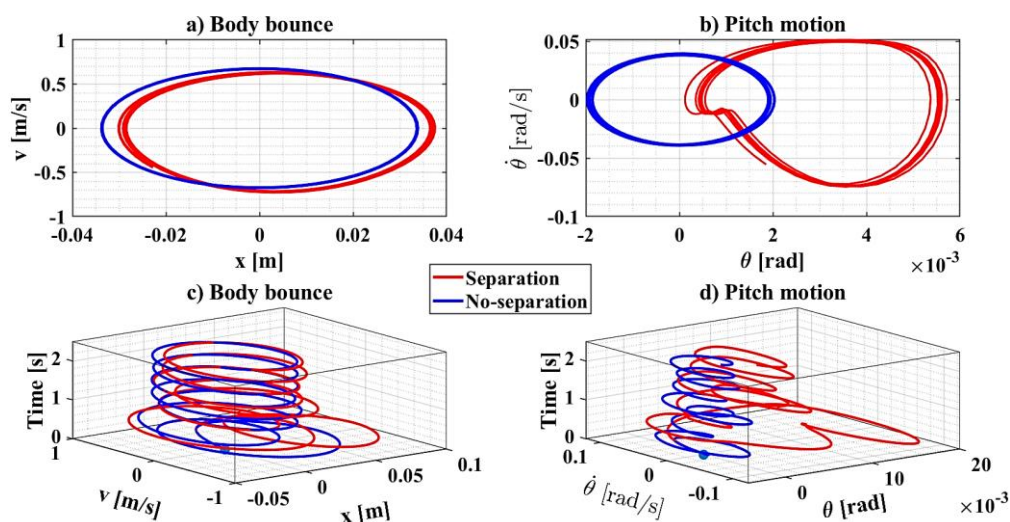 a) Body bounce
1
0.5
0
-0.5
-1
v [m/s]
-0.04 -0.02 0 0.02 0.04
x [m]
b) Pitch motion
0.05
0
-0.05
-0.1
θ̇ [rad/s]
-2 0 2 4 6
θ [rad]
×10⁻³
Separation
No-separation
c) Body bounce
2
1
0
Time [s]
1
0
-1
v [m/s]
-0.05
0
0.05
0.1
x [m]
d) Pitch motion
2
1
0
Time [s]
0.1
0
-0.1
θ̇ [rad/s]
0
10
20
×10⁻³
θ [rad]